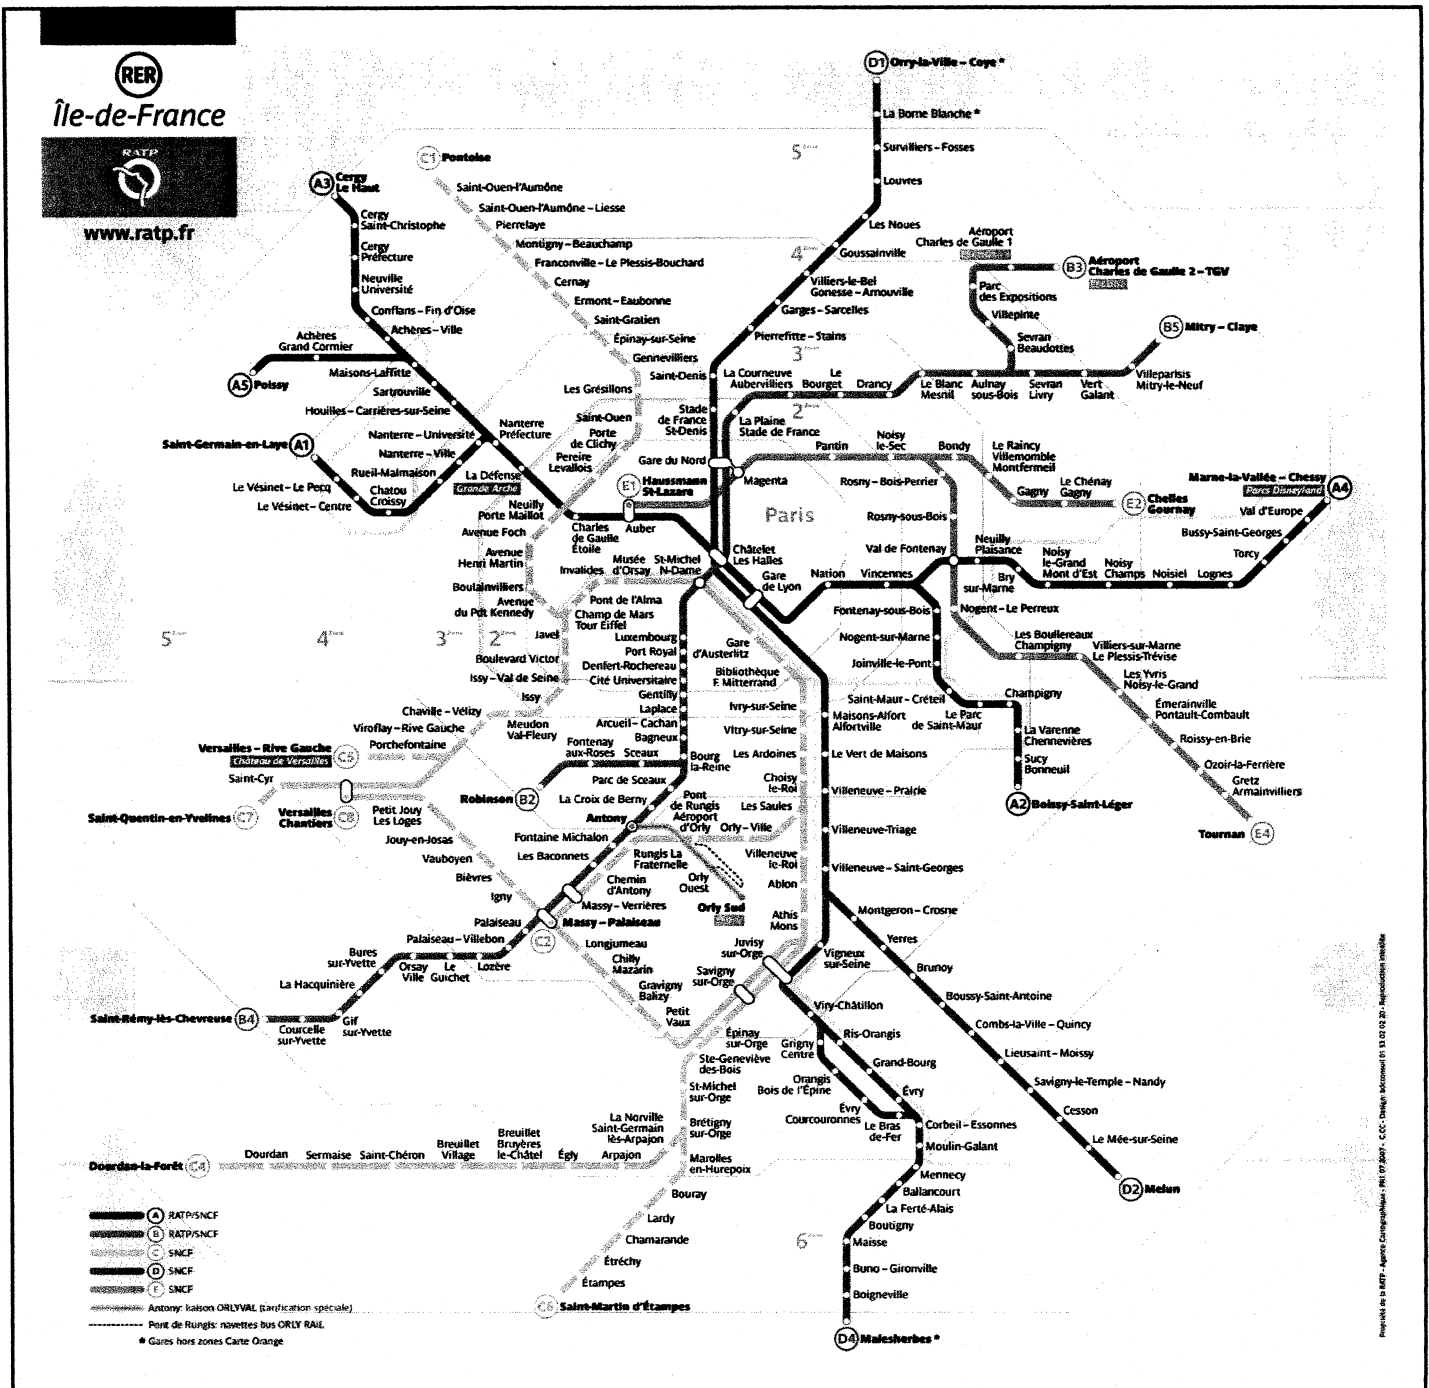 RER
Île-de-France
RATP
www.ratp.fr
D1 Orry-la-Ville – Coye *
La Borne Blanche *
Survilliers – Fosses
Louvres
Les Noues
Goussainville
Villiers-le-Bel
Gonesse – Arnouville
Garges – Sarcelles
Pierrefitte – Stains
Saint-Denis
Stade
de France
St-Denis
Gare du Nord
5
4
3
2
C1 Pontoise
Saint-Ouen-l'Aumône
Saint-Ouen-l'Aumône – Liesse
Pierrelaye
Montigny – Beauchamp
Franconville – Le Plessis-Bouchard
Cernay
Ermont – Eaubonne
Saint-Gratien
Épinay-sur-Seine
Gennevilliers
Les Grésillons
Saint-Ouen
Porte
de Clichy
Pereire
Levallois
A3 Cergy
Le Haut
Cergy
Saint-Christophe
Cergy
Préfecture
Neuville
Université
Conflans – Fin d'Oise
Achères – Ville
Achères
Grand Cormier
A5 Poissy
Maisons-Laffitte
Sartrouville
Houilles – Carrières-sur-Seine
Nanterre – Université
Nanterre
Préfecture
Nanterre – Ville
Rueil-Malmaison
Chatou
Croissy
Saint-Germain-en-Laye A1
Le Vésinet – Le Pecq
Le Vésinet – Centre
La Défense
Grande Arche
Aéroport
Charles de Gaulle 1
B3 Aéroport
Charles de Gaulle 2 – TGV
Parc
des Expositions
Villepinte
Sevran
Beaudottes
B5 Mitry – Claye
Villeparisis
Mitry-le-Neuf
Vert
Galant
Sevran
Livry
Aulnay
sous-Bois
Le Blanc
Mesnil
Drancy
Le
Bourget
La Courneuve
Aubervilliers
La Plaine
Stade de France
Pantin
Noisy
le-Sec
Bondy
Le Raincy
Villemomble
Montfermeil
Gagny
Le Chénay
Gagny
E2 Chelles
Gournay
Magenta
E1 Haussmann
St-Lazare
Rosny – Bois-Perrier
Rosny-sous-Bois
Val de Fontenay
Paris
Neuilly
Porte Maillot
Charles
de Gaulle
Étoile
Auber
Châtelet
Les Halles
Gare
de Lyon
Nation
Vincennes
Neuilly
Plaisance
Bry
sur-Marne
Noisy
le-Grand
Mont d'Est
Noisy
Champs
Noisiel
Lognes
Torcy
Bussy-Saint-Georges
Val d'Europe
Marne-la-Vallée – Chessy A4
Parcs Disneyland
Avenue Foch
Avenue
Henri Martin
Boulainvilliers
Avenue
du Pdt Kennedy
Invalides
Musée
d'Orsay
St-Michel
N-Dame
Pont de l'Alma
Champ de Mars
Tour Eiffel
Javel
Boulevard Victor
Issy – Val de Seine
Issy
Meudon
Val-Fleury
Chaville – Vélizy
Viroflay – Rive Gauche
Porchefontaine
Versailles – Rive Gauche C5
Château de Versailles
5
4
3
2
Luxembourg
Port Royal
Denfert-Rochereau
Cité Universitaire
Gentilly
Laplace
Arcueil – Cachan
Bagneux
Bourg
la-Reine
Fontenay
aux-Roses
Sceaux
Robinson B2
Parc de Sceaux
La Croix de Berny
Antony
Fontaine Michalon
Les Baconnets
Massy – Verrières
Massy – Palaiseau
C2
Palaiseau
Palaiseau – Villebon
Lozère
Le
Guichet
Orsay
Ville
Bures
sur-Yvette
La Hacquinière
Gif
sur-Yvette
Courcelle
sur-Yvette
Saint-Rémy-lès-Chevreuse B4
Saint-Cyr
Saint-Quentin-en-Yvelines C7
Versailles
Chantiers C8
Petit Jouy
Les Loges
Jouy-en-Josas
Vauboyen
Bièvres
Igny
Gare
d'Austerlitz
Bibliothèque
F. Mitterrand
Ivry-sur-Seine
Vitry-sur-Seine
Les Ardoines
Choisy
le-Roi
Les Saules
Orly – Ville
Pont
de Rungis
Aéroport
d'Orly
Rungis La
Fraternelle
Chemin
d'Antony
Orly
Ouest
Orly Sud
Villeneuve
le-Roi
Ablon
Athis
Mons
Juvisy
sur-Orge
Savigny
sur-Orge
Longjumeau
Chilly
Mazarin
Gravigny
Balizy
Petit
Vaux
Épinay
sur-Orge
Ste-Geneviève
des-Bois
St-Michel
sur-Orge
Brétigny
sur-Orge
Marolles
en-Hurepoix
Bouray
Lardy
Chamarande
Étréchy
Étampes
C6 Saint-Martin d'Étampes
La Norville
Saint-Germain
lès-Arpajon
Arpajon
Égly
Breuillet
Bruyères
le-Châtel
Breuillet
Village
Saint-Chéron
Sermaise
Dourdan
Dourdan-la-Forêt C4
Fontenay-sous-Bois
Nogent-sur-Marne
Joinville-le-Pont
Saint-Maur – Créteil
Le Parc
de Saint-Maur
Champigny
La Varenne
Chennevières
Sucy
Bonneuil
A2 Boissy-Saint-Léger
Nogent – Le Perreux
Les Boullereaux
Champigny
Villiers-sur-Marne
Le Plessis-Trévise
Les Yvris
Noisy-le-Grand
Émerainville
Pontault-Combault
Roissy-en-Brie
Ozoir-la-Ferrière
Gretz
Armainvilliers
Tournan E4
Maisons-Alfort
Alfortville
Le Vert de Maisons
Villeneuve – Prairie
Villeneuve-Triage
Villeneuve – Saint-Georges
Montgeron – Crosne
Yerres
Brunoy
Boussy-Saint-Antoine
Combs-la-Ville – Quincy
Lieusaint – Moissy
Savigny-le-Temple – Nandy
Cesson
Le Mée-sur-Seine
D2 Melun
Vigneux
sur-Seine
Viry-Châtillon
Ris-Orangis
Grand-Bourg
Évry
Grigny
Centre
Orangis
Bois de l'Épine
Évry
Courcouronnes
Le Bras
de-Fer
Corbeil – Essonnes
Moulin-Galant
Mennecy
Ballancourt
La Ferté-Alais
Boutigny
Maisse
Buno – Gironville
Boigneville
D4 Malesherbes *
6
A RATP/SNCF
B RATP/SNCF
C SNCF
D SNCF
E SNCF
Antony: liaison ORLYVAL (tarification spéciale)
Pont de Rungis: navettes bus ORLY RAIL
* Gares hors zones Carte Orange